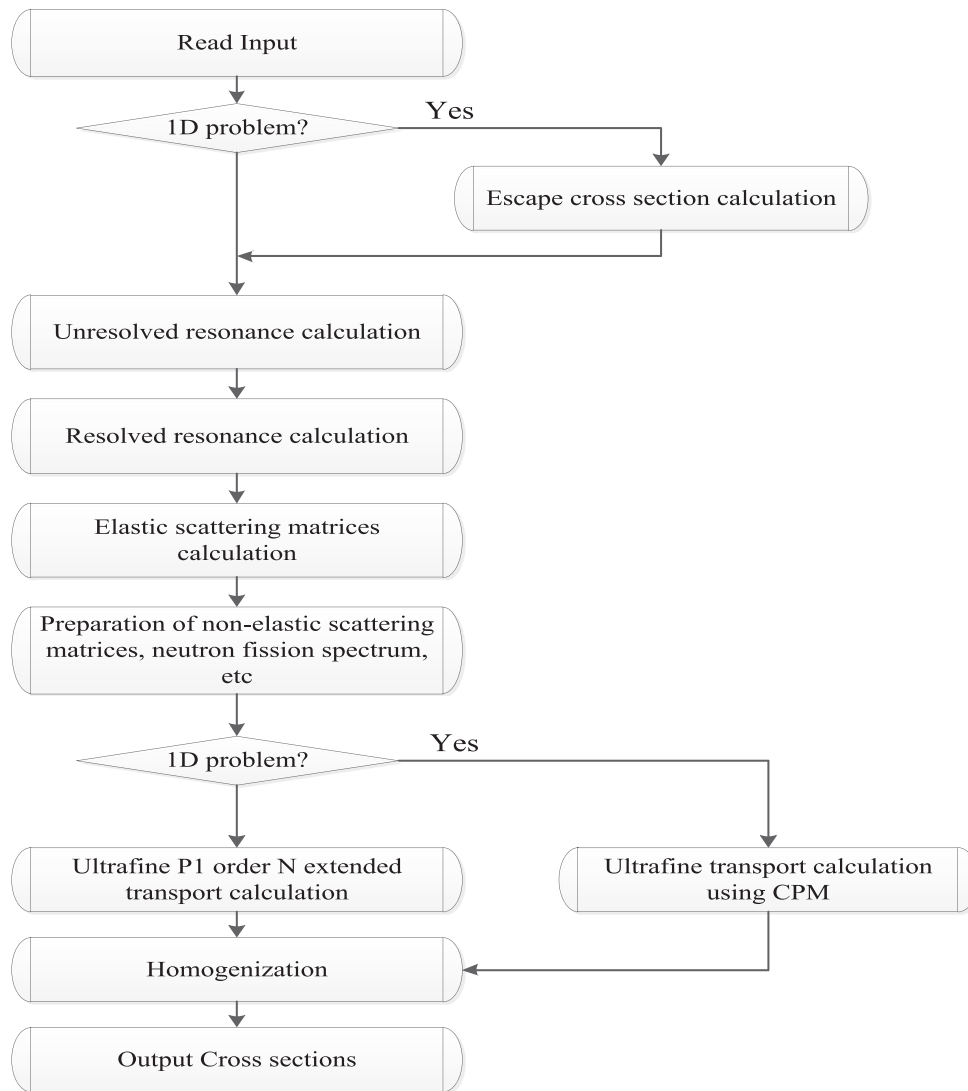 Read Input
1D problem?
Yes
Escape cross section calculation
Unresolved resonance calculation
Resolved resonance calculation
Elastic scattering matrices
calculation
Preparation of non-elastic scattering
matrices, neutron fission spectrum,
etc
1D problem?
Yes
Ultrafine P1 order N extended
transport calculation
Ultrafine transport calculation
using CPM
Homogenization
Output Cross sections